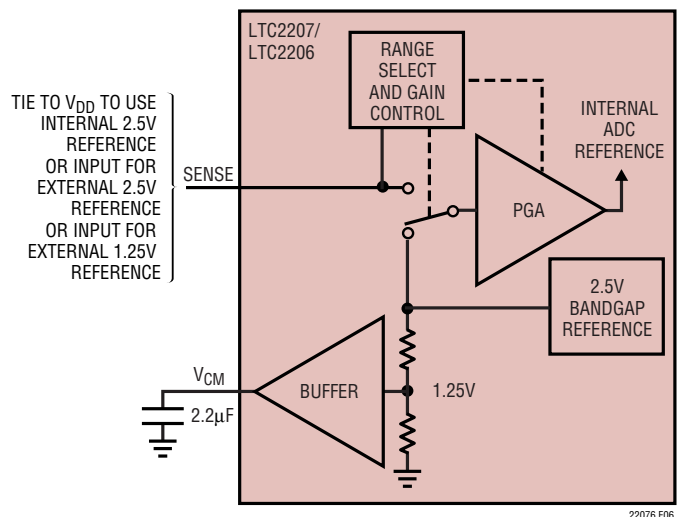 LTC2207/
LTC2206
RANGE
SELECT
AND GAIN
CONTROL
TIE TO VDD TO USE
INTERNAL 2.5V
REFERENCE
OR INPUT FOR
EXTERNAL 2.5V
REFERENCE
OR INPUT FOR
EXTERNAL 1.25V
REFERENCE
SENSE
INTERNAL
ADC
REFERENCE
PGA
2.5V
BANDGAP
REFERENCE
VCM
BUFFER
1.25V
2.2µF
22076 F06